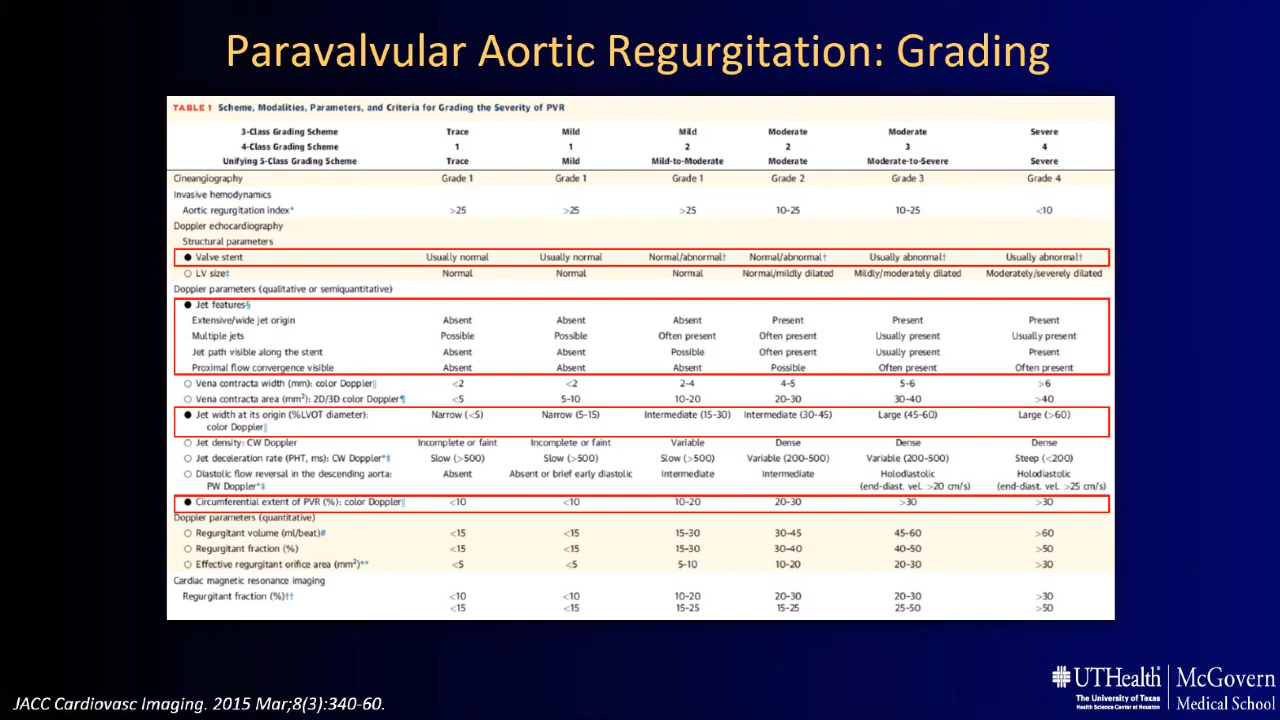 Paravalvular Aortic Regurgitation: Grading
TABLE 1 Scheme, Modalities, Parameters, and Criteria for Grading the Severity of PVR
3-Class Grading Scheme Trace Mild Mild Moderate Moderate Severe
4-Class Grading Scheme 1 1 2 2 3 4
Unifying 5-Class Grading Scheme Trace Mild Mild-to-Moderate Moderate Moderate-to-Severe Severe
Cineangiography Grade 1 Grade 1 Grade 1 Grade 2 Grade 3 Grade 4
Invasive hemodynamics
Aortic regurgitation index* >25 >25 >25 10-25 10-25 <10
Doppler echocardiography
Structural parameters
● Valve stent Usually normal Usually normal Normal/abnormal† Normal/abnormal† Usually abnormal† Usually abnormal†
○ LV size‡ Normal Normal Normal Normal/mildly dilated Mildly/moderately dilated Moderately/severely dilated
Doppler parameters (qualitative or semiquantitative)
● Jet features§
Extensive/wide jet origin Absent Absent Absent Present Present Present
Multiple jets Possible Possible Often present Often present Usually present Usually present
Jet path visible along the stent Absent Absent Possible Often present Usually present Present
Proximal flow convergence visible Absent Absent Absent Possible Often present Often present
○ Vena contracta width (mm): color Doppler‖ <2 <2 2-4 4-5 5-6 >6
○ Vena contracta area (mm²): 2D/3D color Doppler¶ <5 5-10 10-20 20-30 30-40 >40
● Jet width at its origin (%LVOT diameter): Narrow (<5) Narrow (5-15) Intermediate (15-30) Intermediate (30-45) Large (45-60) Large (>60)
color Doppler‖
○ Jet density: CW Doppler Incomplete or faint Incomplete or faint Variable Dense Dense Dense
○ Jet deceleration rate (PHT, ms): CW Doppler*‡ Slow (>500) Slow (>500) Slow (>500) Variable (200-500) Variable (200-500) Steep (<200)
○ Diastolic flow reversal in the descending aorta: Absent Absent or brief early diastolic Intermediate Intermediate Holodiastolic Holodiastolic
PW Doppler*‡ (end-diast. vel. >20 cm/s) (end-diast. vel. >25 cm/s)
● Circumferential extent of PVR (%): color Doppler‖ <10 <10 10-20 20-30 >30 >30
Doppler parameters (quantitative)
○ Regurgitant volume (ml/beat)# <15 <15 15-30 30-45 45-60 >60
○ Regurgitant fraction (%) <15 <15 15-30 30-40 40-50 >50
○ Effective regurgitant orifice area (mm²)** <5 <5 5-10 10-20 20-30 >30
Cardiac magnetic resonance imaging
Regurgitant fraction (%)†† <10 <10 10-20 20-30 20-30 >30
<15 <15 15-25 15-25 25-50 >50
JACC Cardiovasc Imaging. 2015 Mar;8(3):340-60.
UTHealth
The University of Texas
Health Science Center at Houston
McGovern
Medical School